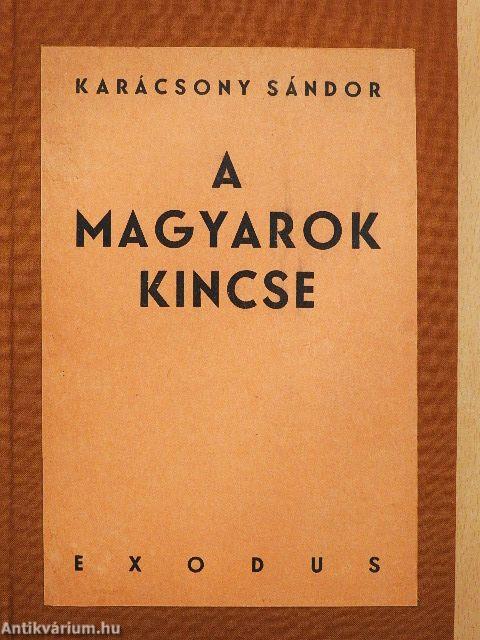 KARÁCSONY SÁNDOR
A
MAGYAROK
KINCSE
EXODUS
Antikvárium.hu